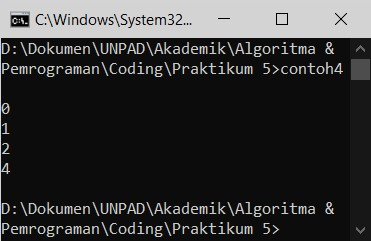 C:\Windows\System32...
D:\Dokumen\UNPAD\Akademik\Algoritma &
Pemrograman\Coding\Praktikum 5>contoh4
0
1
2
4
D:\Dokumen\UNPAD\Akademik\Algoritma &
Pemrograman\Coding\Praktikum 5>